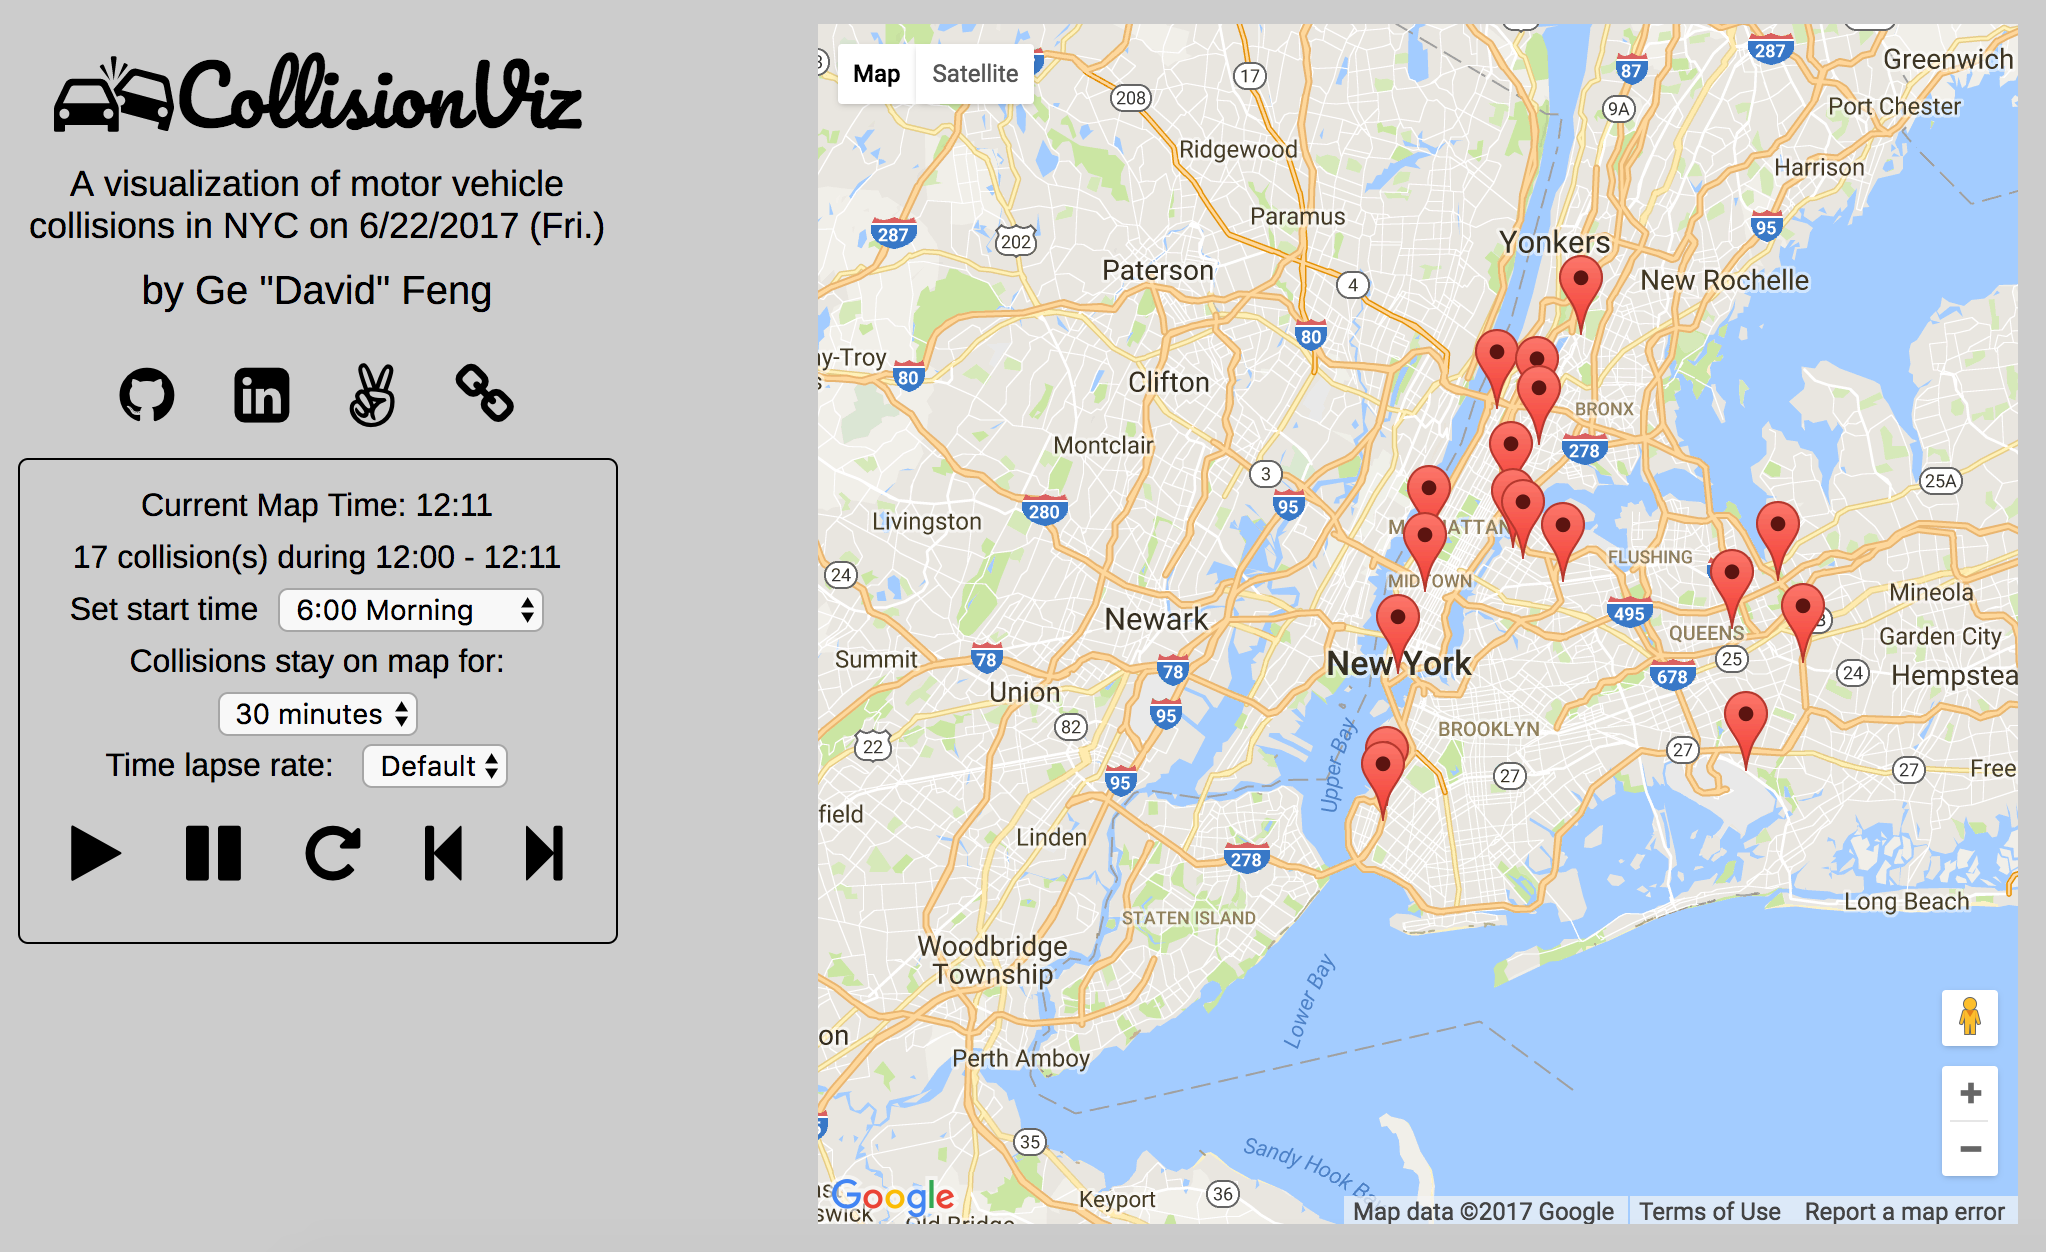 CollisionViz
A visualization of motor vehicle
collisions in NYC on 6/22/2017 (Fri.)
by Ge "David" Feng
in
Current Map Time: 12:11
17 collision(s) during 12:00 - 12:11
Set start time 6:00 Morning
Collisions stay on map for:
30 minutes
Time lapse rate: Default
Map Satellite
Greenwich
287
87
17
208
9A
Port Chester
Ridgewood
Harrison
Paramus
95
287
202
Yonkers
Paterson
New Rochelle
4
80
y-Troy
80
Clifton
BRONX
Montclair
278
3
25A
95
280
Livingston
MANHATTAN
FLUSHING
24
MIDTOWN
Mineola
495
Newark
QUEENS
Garden City
Summit
78
78
New York
25
678
24
Hempstea
Union
95
82
BROOKLYN
22
27
Upper Bay
27
27
Free
95
field
Linden
278
Long Beach
STATEN ISLAND
Woodbridge
Township
Lower Bay
on
Perth Amboy
35
Sandy Hook Ba
Google
Keyport
36
swick
Old Bridge
Map data ©2017 Google Terms of Use Report a map error